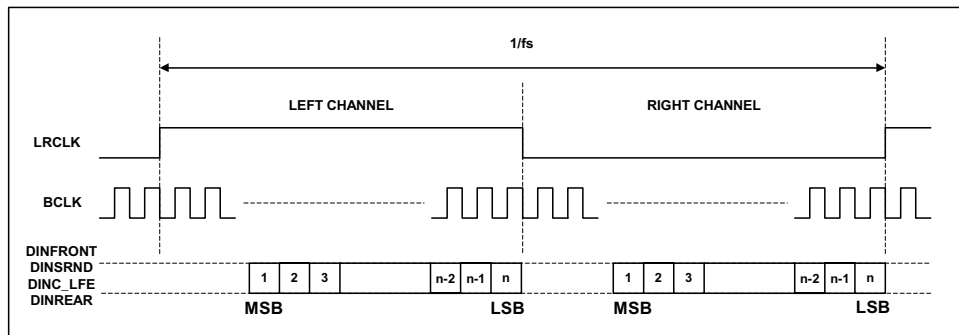 1/fs
LEFT CHANNEL RIGHT CHANNEL
LRCLK
BCLK
DINFRONT
DINSRND
DINC_LFE
DINREAR
1 2 3 n-2 n-1 n 1 2 3 n-2 n-1 n
MSB LSB MSB LSB